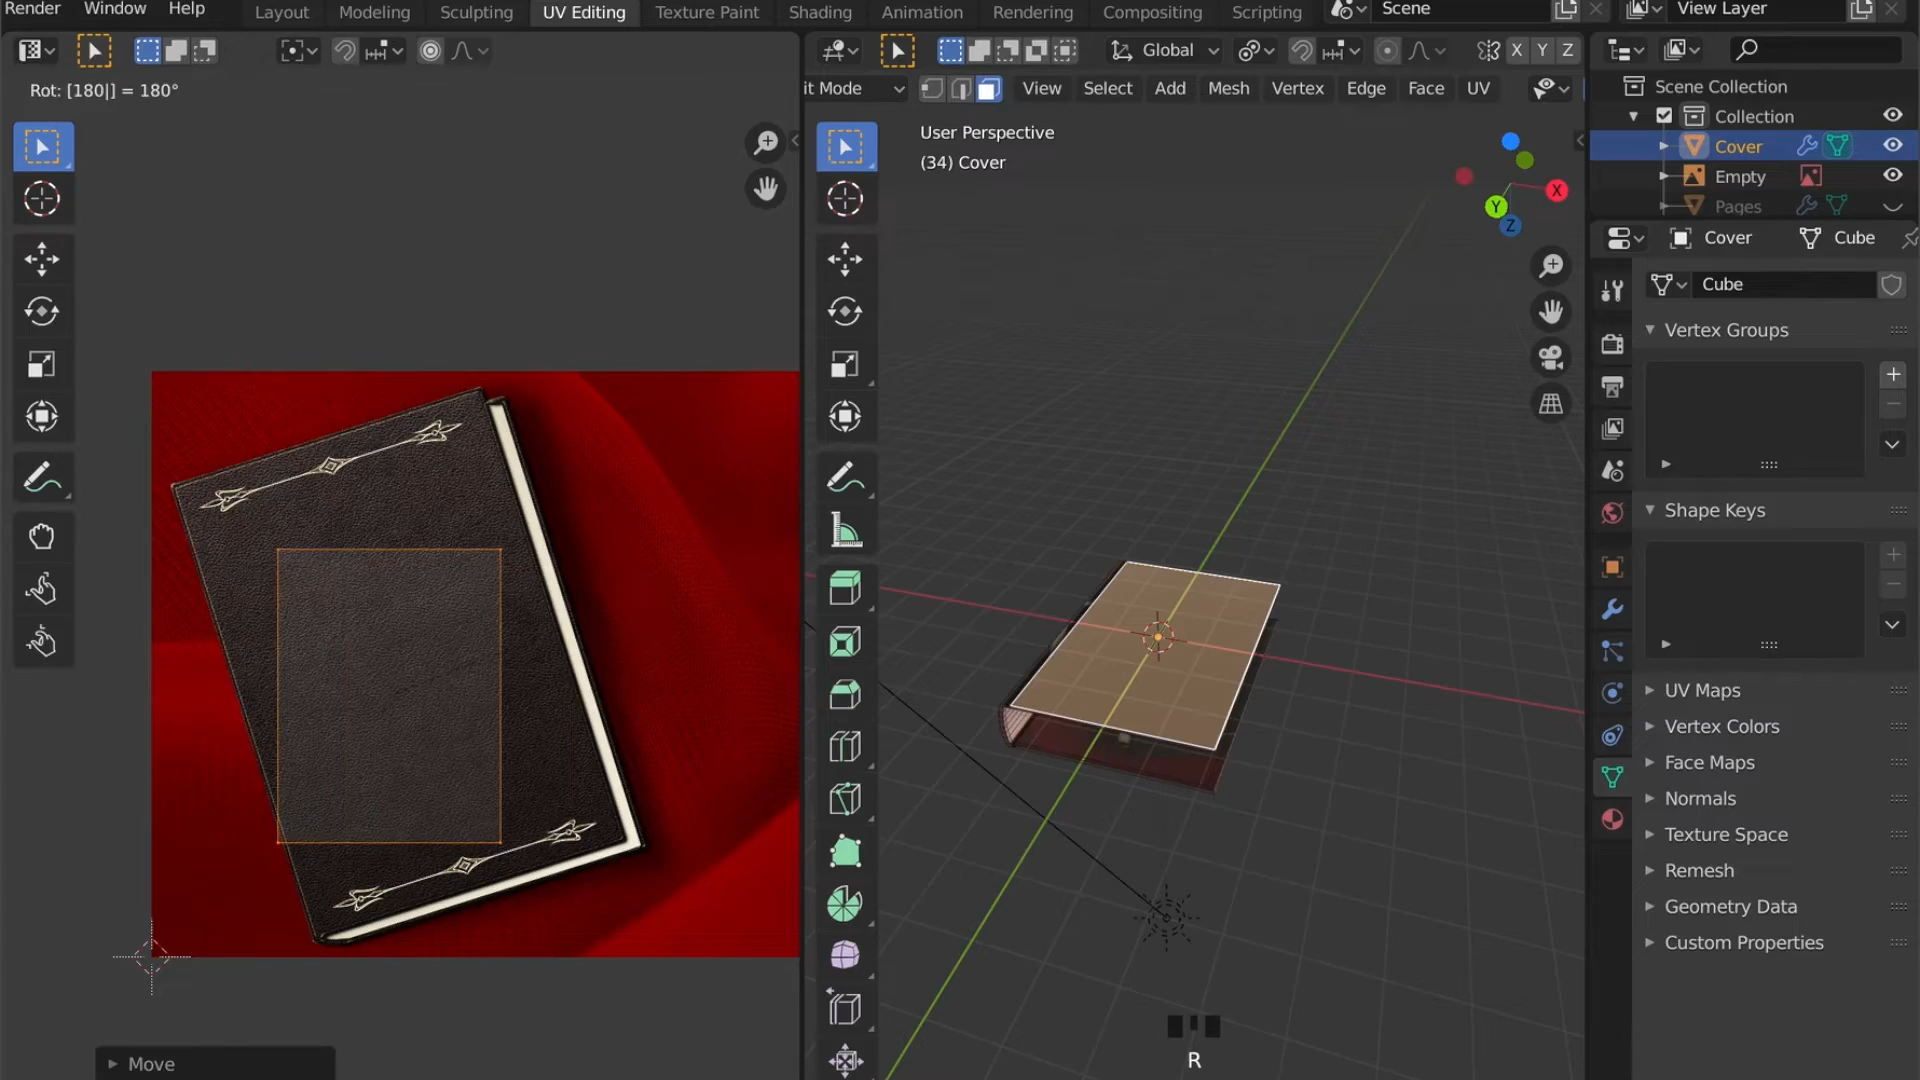 Render Window Help Layout Modeling Sculpting UV Editing Texture Paint Shading Animation Rendering Compositing Scripting Scene View Layer
Global X Y Z
Rot: [180|] = 180°
it Mode View Select Add Mesh Vertex Edge Face UV
User Perspective
(34) Cover
X
Y
Z
Move
R
Scene Collection
Collection
Cover
Empty
Pages
Cover Cube
Cube
Vertex Groups
Shape Keys
UV Maps
Vertex Colors
Face Maps
Normals
Texture Space
Remesh
Geometry Data
Custom Properties